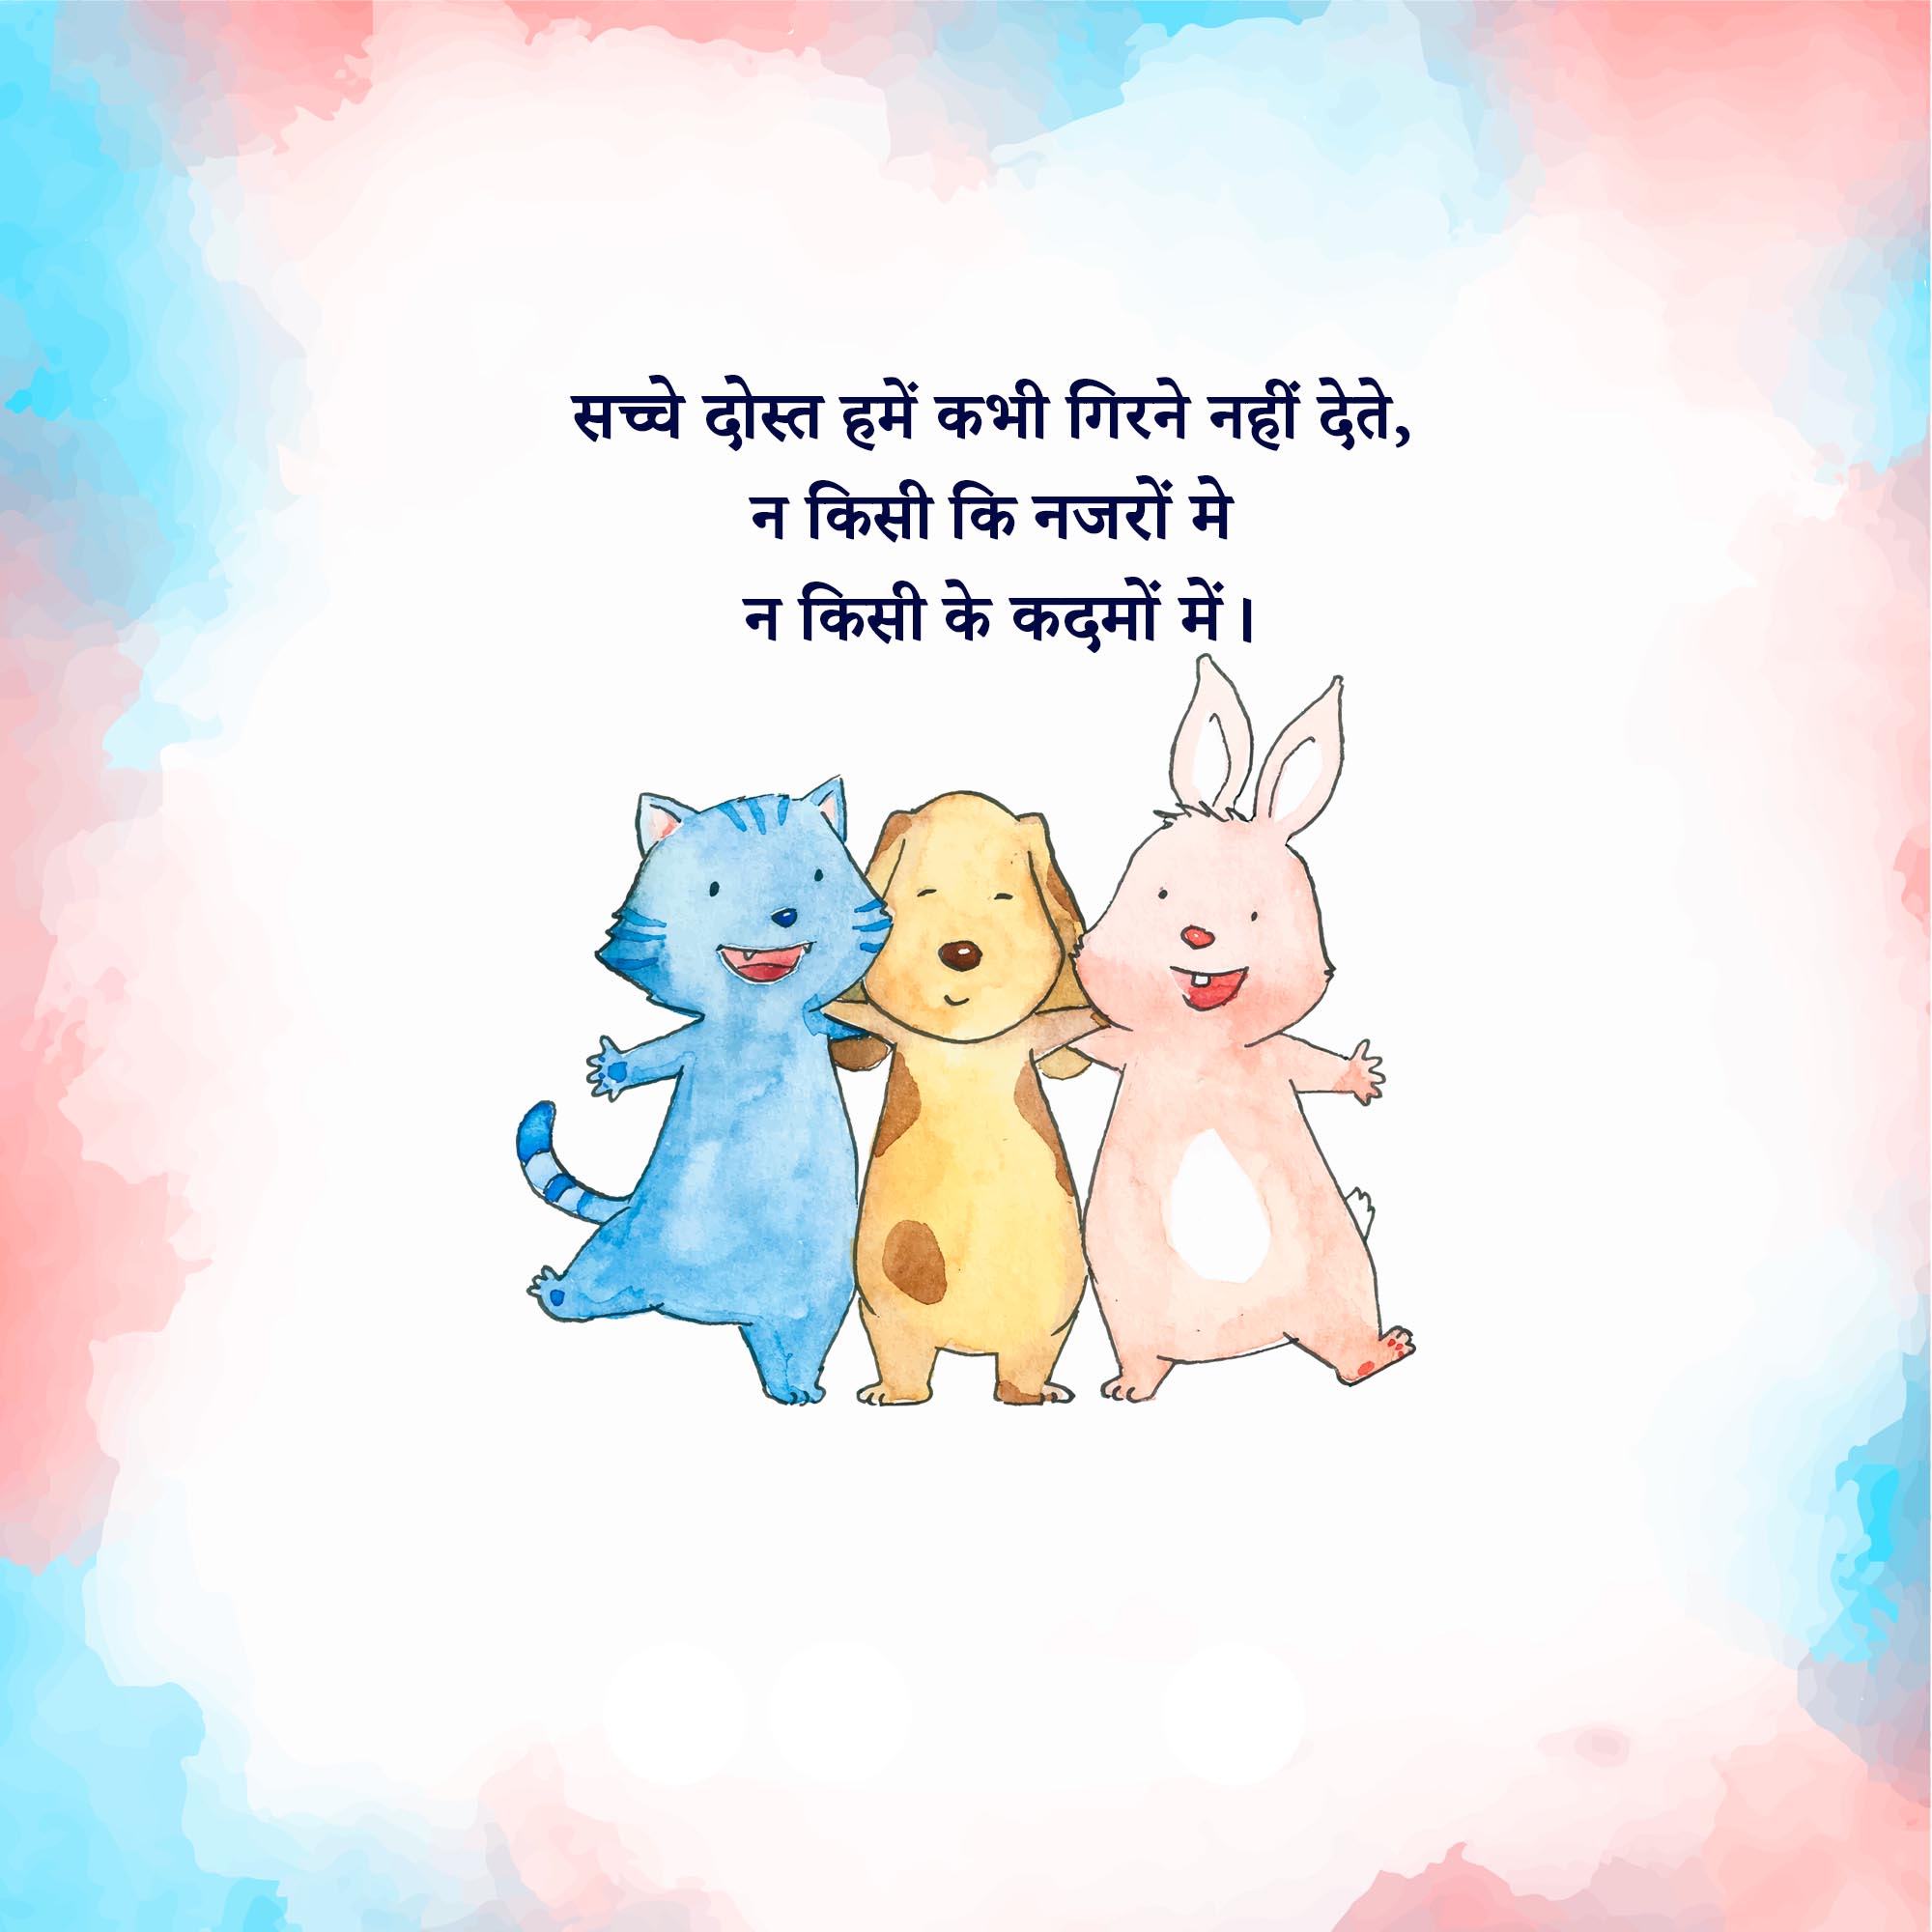 सच्चे दोस्त हमें कभी गिरने नहीं देते,
न किसी कि नजरों मे
न किसी के कदमों में।